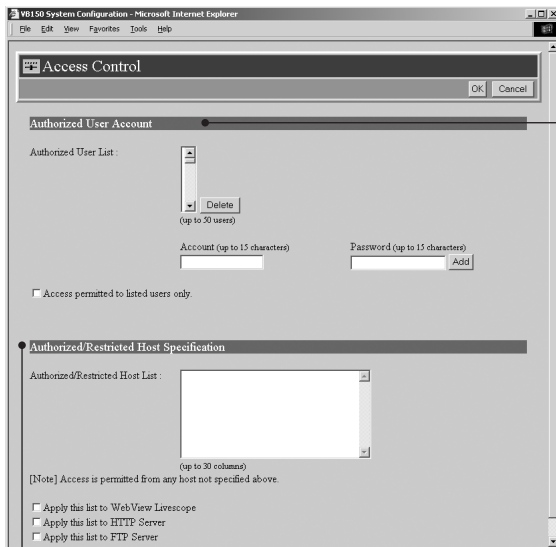 VB150 System Configuration - Microsoft Internet Explorer
File Edit View Favorites Tools Help
Access Control
OK Cancel
Authorized User Account
Authorized User List :
Delete
(up to 50 users)
Account (up to 15 characters) Password (up to 15 characters)
Add
Access permitted to listed users only.
Authorized/Restricted Host Specification
Authorized/Restricted Host List :
(up to 30 columns)
[Note] Access is permitted from any host not specified above.
Apply this list to WebView Livescope
Apply this list to HTTP Server
Apply this list to FTP Server